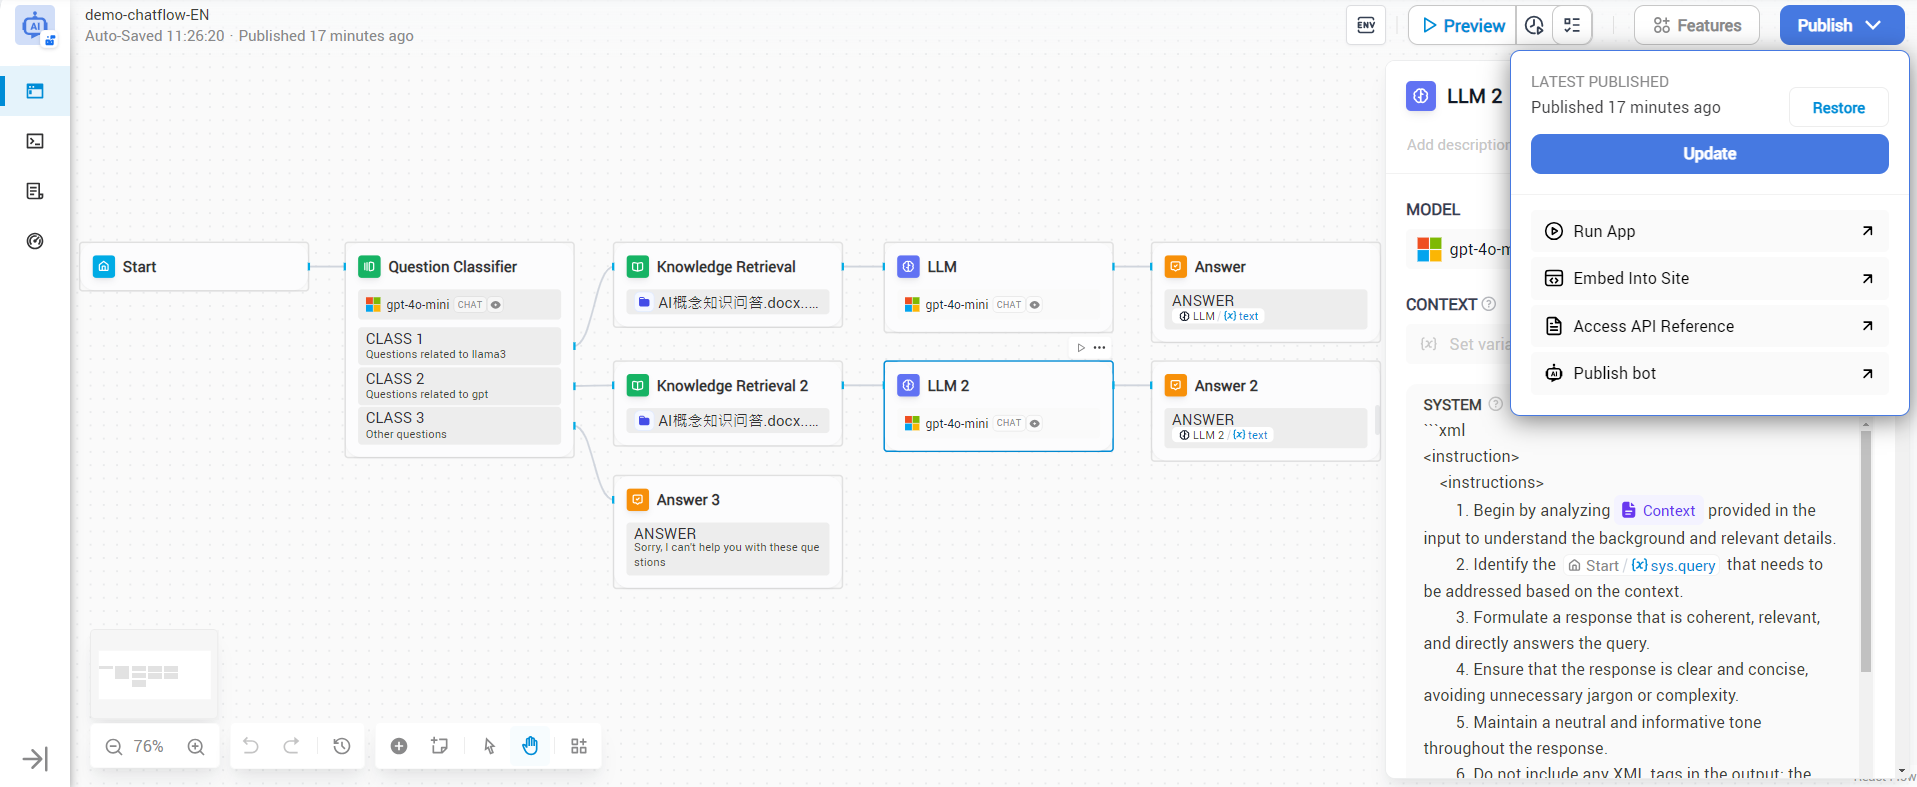 demo-chatflow-EN
Auto-Saved 11:26:20 · Published 17 minutes ago
ENV
Preview
Features
Publish
LATEST PUBLISHED
Published 17 minutes ago
Restore
Update
Run App
Embed Into Site
Access API Reference
Publish bot
Start
Question Classifier
gpt-4o-mini CHAT
CLASS 1
Questions related to llama3
CLASS 2
Questions related to gpt
CLASS 3
Other questions
Knowledge Retrieval
AI概念知识问答.docx....
LLM
gpt-4o-mini CHAT
Answer
ANSWER
LLM / {x} text
Knowledge Retrieval 2
AI概念知识问答.docx....
LLM 2
gpt-4o-mini CHAT
Answer 2
ANSWER
LLM 2 / {x} text
Answer 3
ANSWER
Sorry, I can't help you with these que
stions
76%
LLM 2
Add description
MODEL
gpt-4o-m
CONTEXT
{x} Set varia
SYSTEM
```xml
<instruction>
<instructions>
1. Begin by analyzing Context provided in the
input to understand the background and relevant details.
2. Identify the Start / {x} sys.query that needs to
be addressed based on the context.
3. Formulate a response that is coherent, relevant,
and directly answers the query.
4. Ensure that the response is clear and concise,
avoiding unnecessary jargon or complexity.
5. Maintain a neutral and informative tone
throughout the response.
6. Do not include any XML tags in the output; the